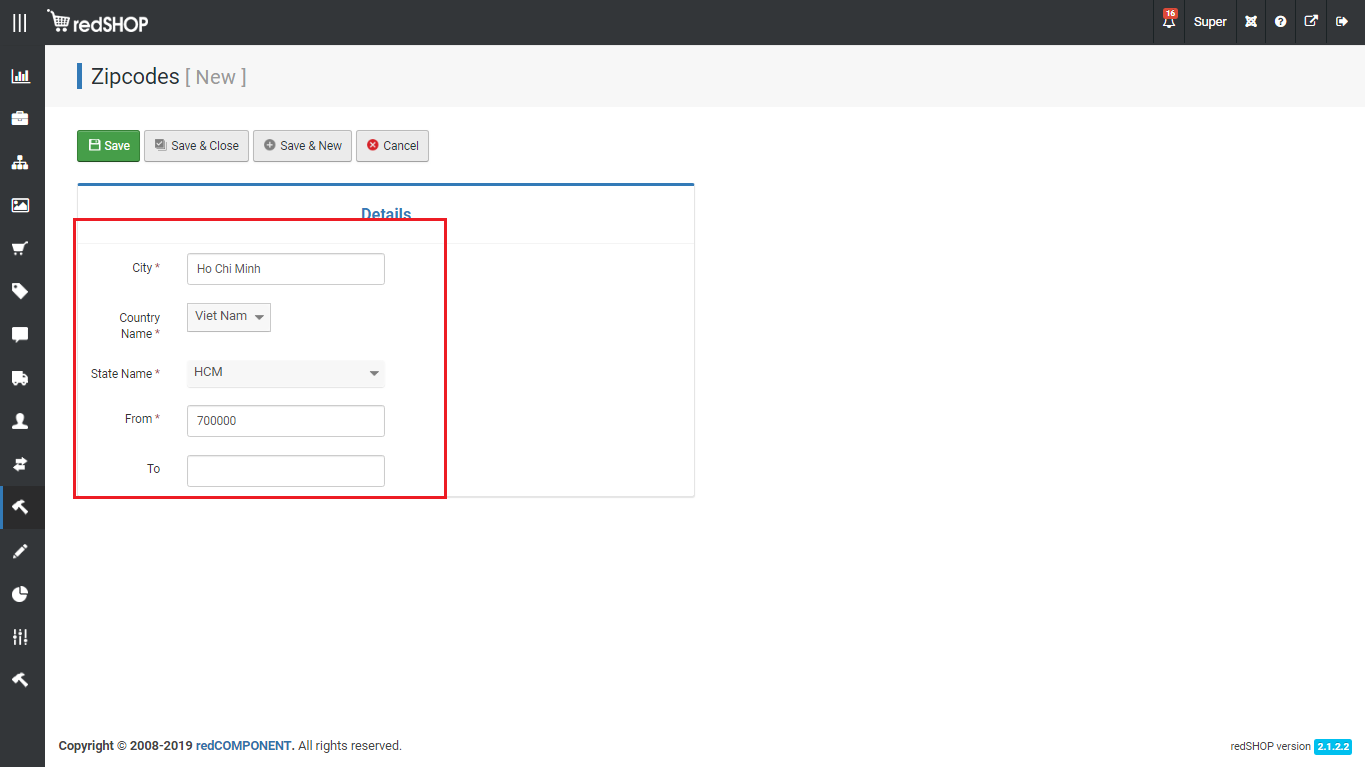 redSHOP
16
Super
Zipcodes [ New ]
Save
Save & Close
Save & New
Cancel
Details
City *
Ho Chi Minh
Country
Name *
Viet Nam
State Name *
HCM
From *
700000
To
Copyright © 2008-2019 redCOMPONENT. All rights reserved.
redSHOP version 2.1.2.2